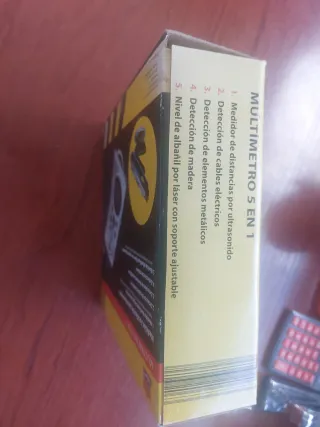 MULTIMETRO 5 EN 1
1. Medidor de distancias por ultrasonido
2. Detección de cables eléctricos
3. Detección de elementos metálicos
4. Detección de madera
5. Nivel de albañil por láser con soporte ajustable